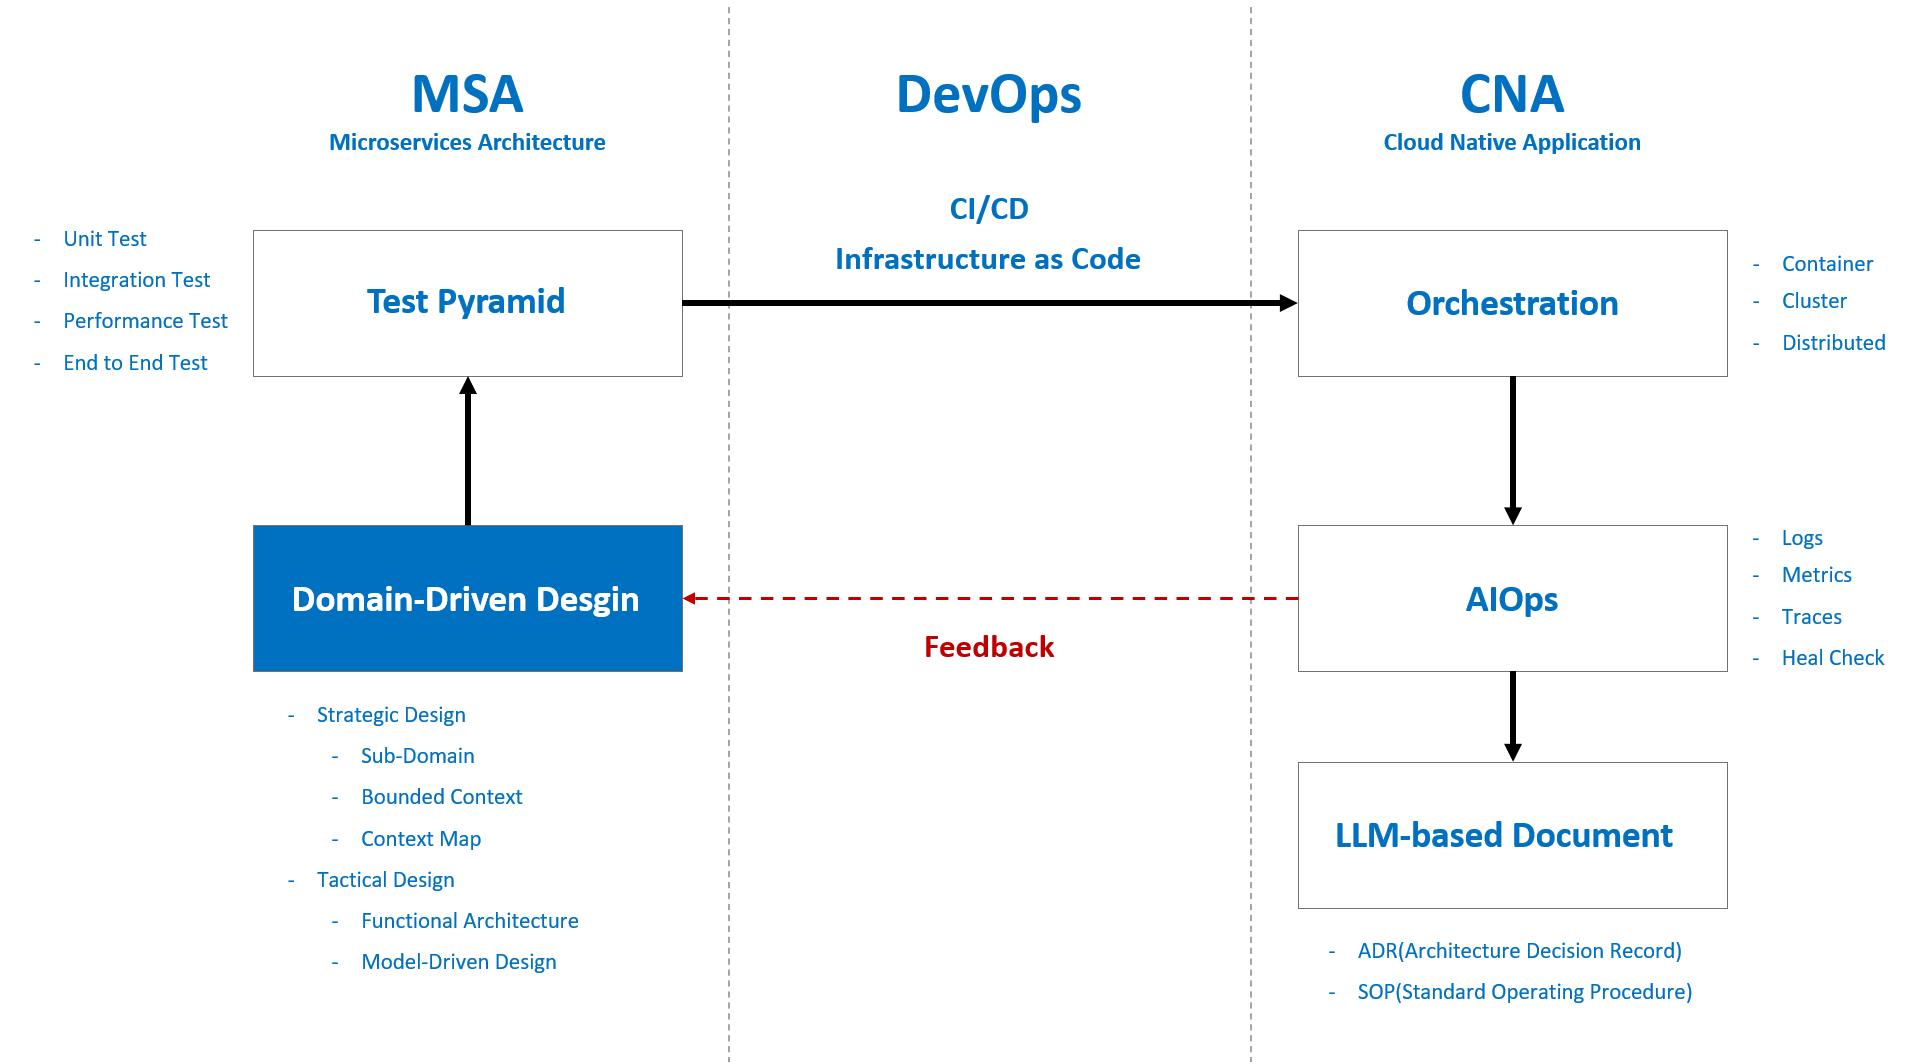 MSA
Microservices Architecture
- Unit Test
- Integration Test
- Performance Test
- End to End Test
Test Pyramid
Domain-Driven Desgin
- Strategic Design
- Sub-Domain
- Bounded Context
- Context Map
- Tactical Design
- Functional Architecture
- Model-Driven Design
DevOps
CI/CD
Infrastructure as Code
Feedback
CNA
Cloud Native Application
Orchestration
- Container
- Cluster
- Distributed
AIOps
- Logs
- Metrics
- Traces
- Heal Check
LLM-based Document
- ADR(Architecture Decision Record)
- SOP(Standard Operating Procedure)